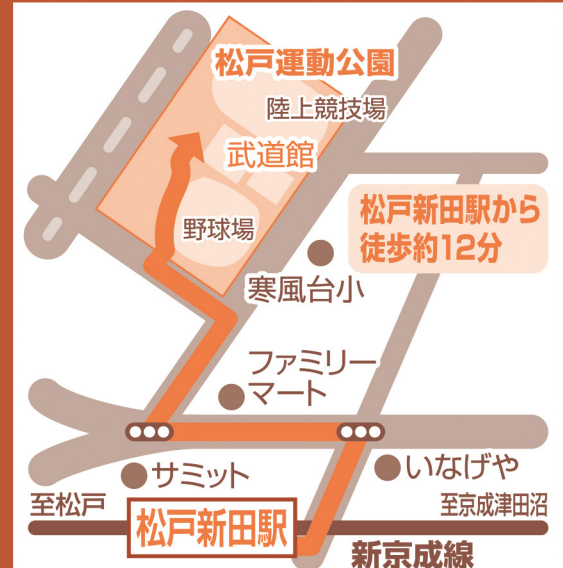 松戸運動公園
陸上競技場
武道館
野球場
松戸新田駅から
徒歩約12分
寒風台小
ファミリー
マート
サミット
いなげや
至松戸
至京成津田沼
松戸新田駅
新京成線